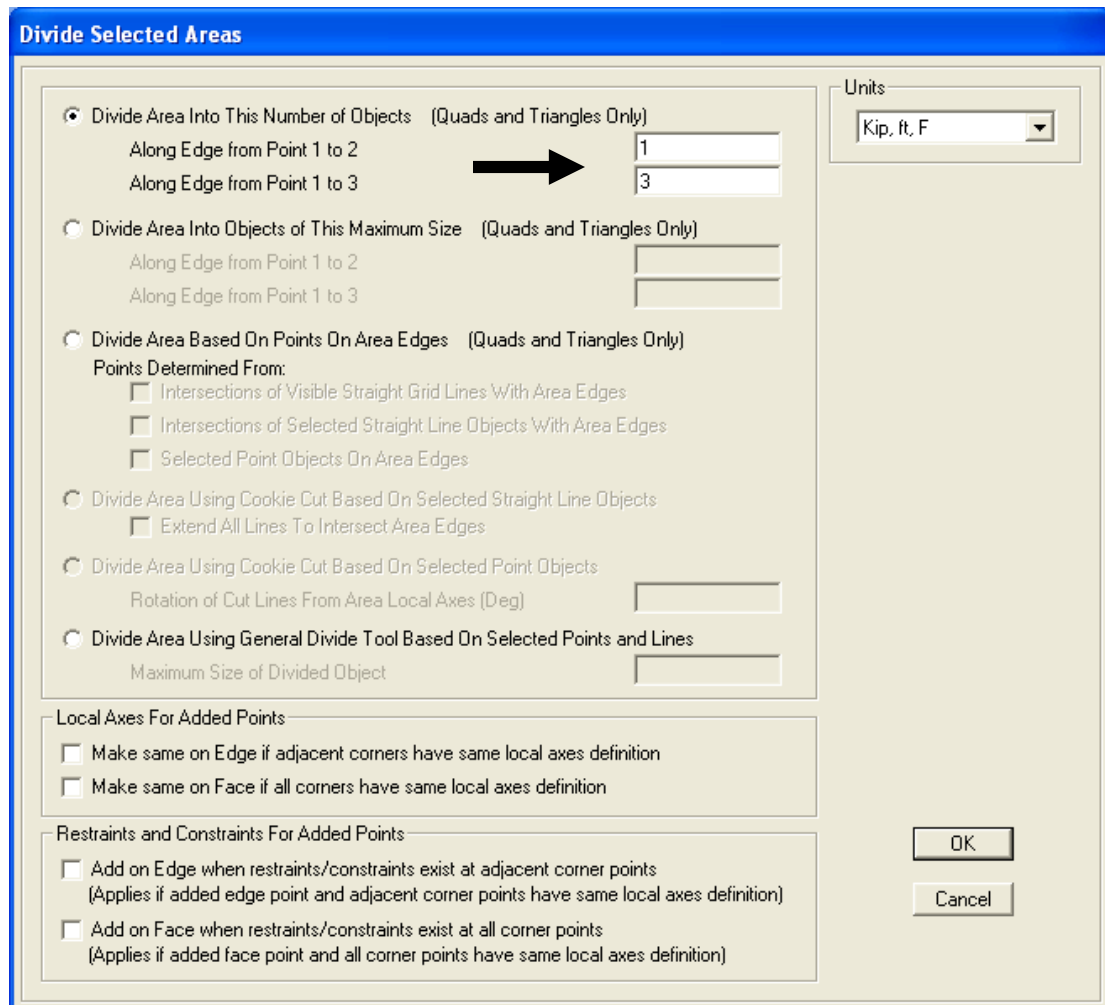 Divide Selected Areas
Divide Area Into This Number of Objects (Quads and Triangles Only)
Along Edge from Point 1 to 2 1
Along Edge from Point 1 to 3 3
Divide Area Into Objects of This Maximum Size (Quads and Triangles Only)
Along Edge from Point 1 to 2
Along Edge from Point 1 to 3
Divide Area Based On Points On Area Edges (Quads and Triangles Only)
Points Determined From:
Intersections of Visible Straight Grid Lines With Area Edges
Intersections of Selected Straight Line Objects With Area Edges
Selected Point Objects On Area Edges
Divide Area Using Cookie Cut Based On Selected Straight Line Objects
Extend All Lines To Intersect Area Edges
Divide Area Using Cookie Cut Based On Selected Point Objects
Rotation of Cut Lines From Area Local Axes (Deg)
Divide Area Using General Divide Tool Based On Selected Points and Lines
Maximum Size of Divided Object
Local Axes For Added Points
Make same on Edge if adjacent corners have same local axes definition
Make same on Face if all corners have same local axes definition
Restraints and Constraints For Added Points
Add on Edge when restraints/constraints exist at adjacent corner points
(Applies if added edge point and adjacent corner points have same local axes definition)
Add on Face when restraints/constraints exist at all corner points
(Applies if added face point and all corner points have same local axes definition)
Units
Kip, ft, F
OK
Cancel